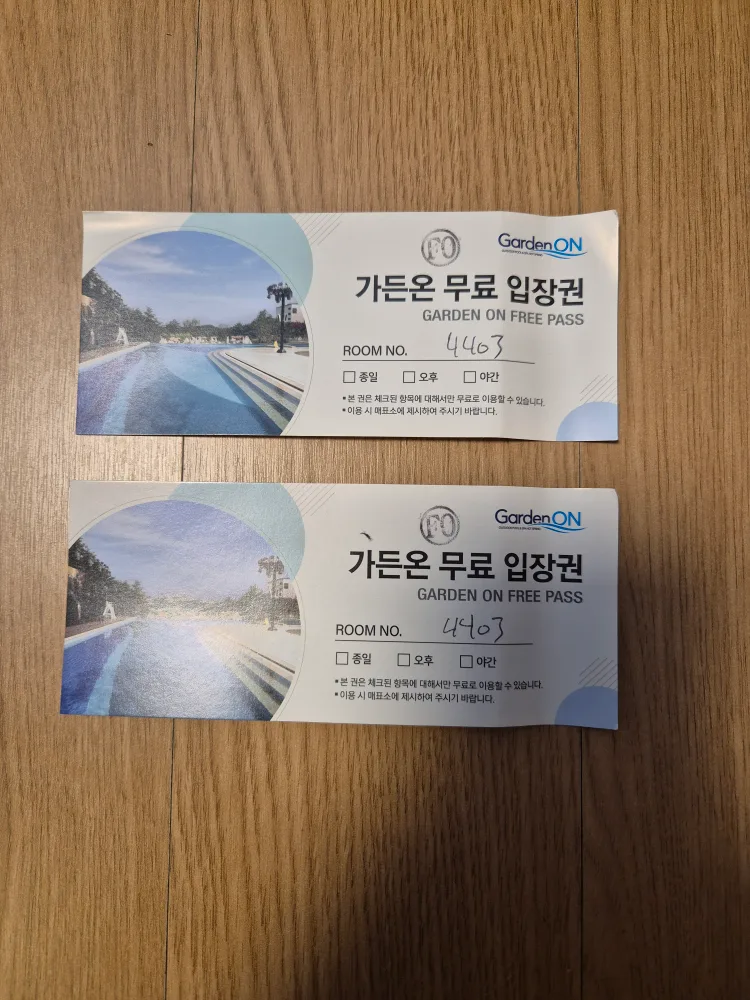 FO
Garden ON
가든온 무료 입장권
GARDEN ON FREE PASS
ROOM NO. 4403
종일 오후 야간
▪본 권은 체크된 항목에 대해서만 무료로 이용할 수 있습니다.
▪이용 시 매표소에 제시하여 주시기 바랍니다.
FO
Garden ON
가든온 무료 입장권
GARDEN ON FREE PASS
ROOM NO. 4403
종일 오후 야간
▪본 권은 체크된 항목에 대해서만 무료로 이용할 수 있습니다.
▪이용 시 매표소에 제시하여 주시기 바랍니다.